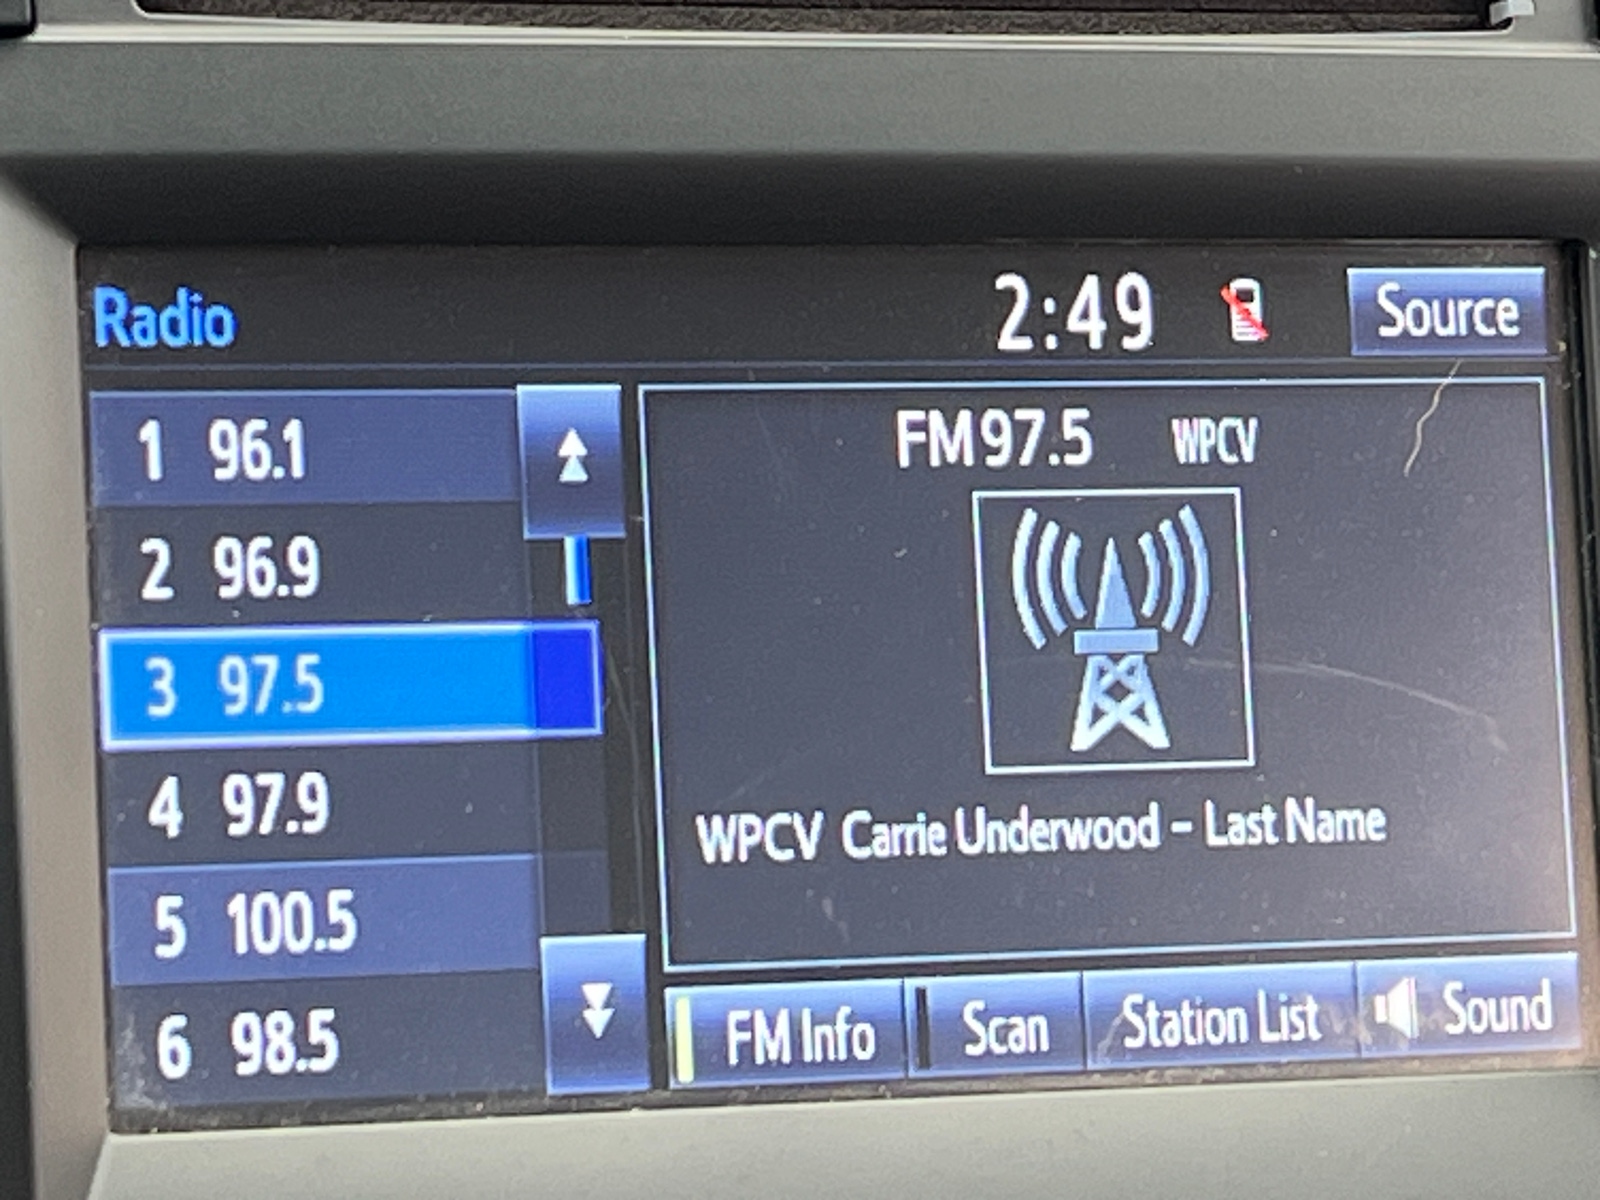 Radio 2:49 Source
1 96.1
2 96.9
3 97.5
4 97.9
5 100.5
6 98.5
FM97.5 WPCV
WPCV Carrie Underwood - Last Name
FM Info Scan Station List Sound